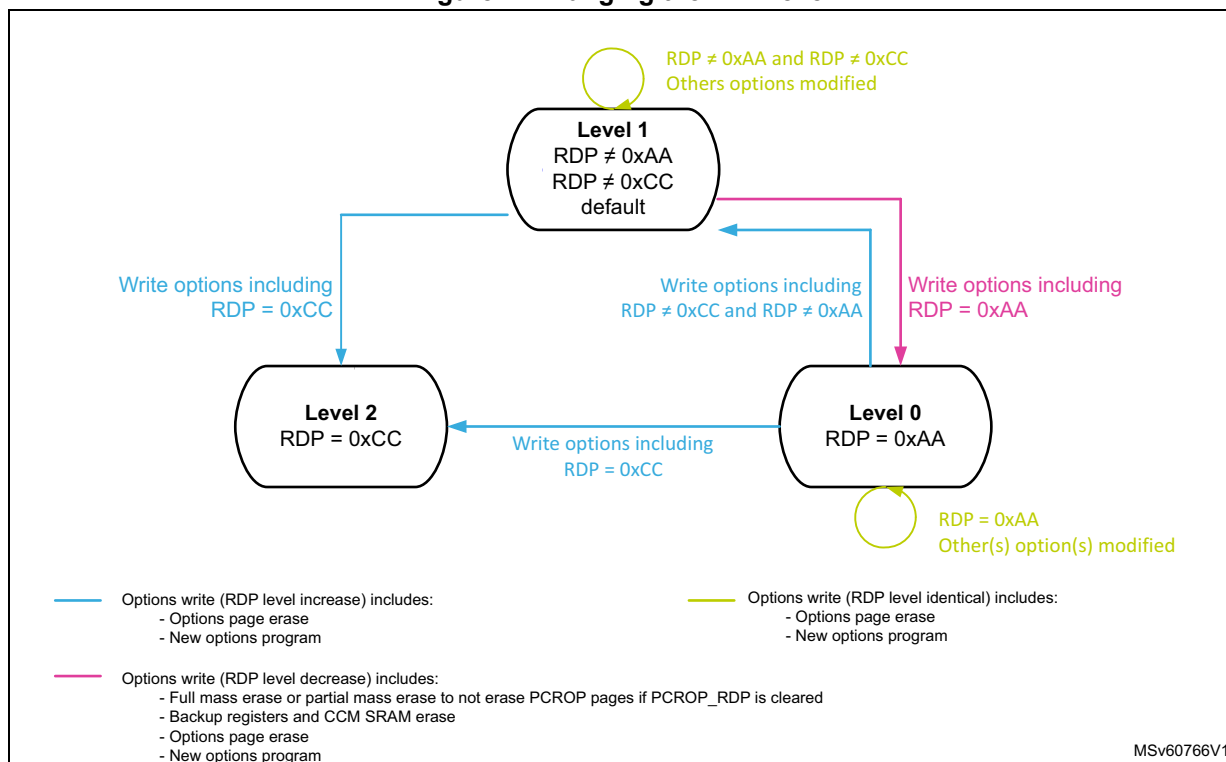 RDP ≠ 0xAA and RDP ≠ 0xCC
Others options modified
Level 1
RDP ≠ 0xAA
RDP ≠ 0xCC
default
Write options including
RDP = 0xCC
Write options including
RDP ≠ 0xCC and RDP ≠ 0xAA
Write options including
RDP = 0xAA
Level 2
RDP = 0xCC
Level 0
RDP = 0xAA
Write options including
RDP = 0xCC
RDP = 0xAA
Other(s) option(s) modified
Options write (RDP level increase) includes:
- Options page erase
- New options program
Options write (RDP level identical) includes:
- Options page erase
- New options program
Options write (RDP level decrease) includes:
- Full mass erase or partial mass erase to not erase PCROP pages if PCROP_RDP is cleared
- Backup registers and CCM SRAM erase
- Options page erase
- New options program
MSv60766V1